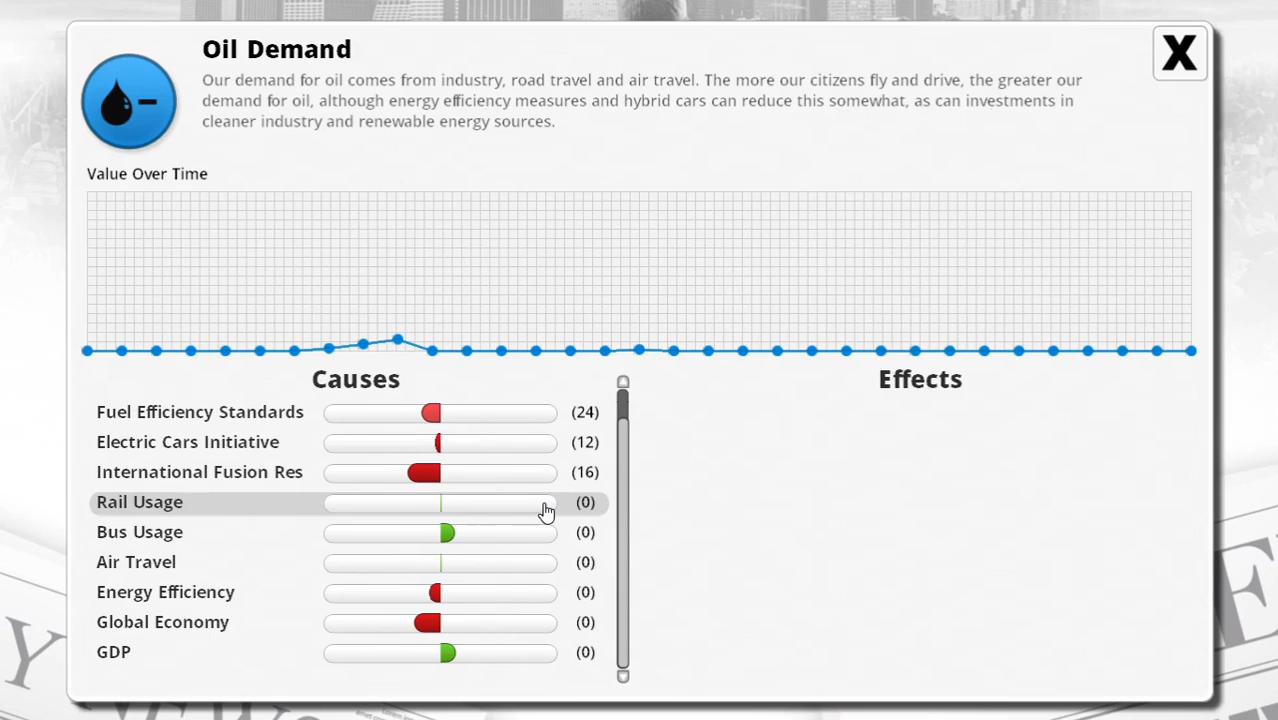 Oil Demand
X
Our demand for oil comes from industry, road travel and air travel. The more our citizens fly and drive, the greater our
demand for oil, although energy efficiency measures and hybrid cars can reduce this somewhat, as can investments in
cleaner industry and renewable energy sources.
Value Over Time
Causes
Effects
Fuel Efficiency Standards (24)
Electric Cars Initiative (12)
International Fusion Res (16)
Rail Usage (0)
Bus Usage (0)
Air Travel (0)
Energy Efficiency (0)
Global Economy (0)
GDP (0)